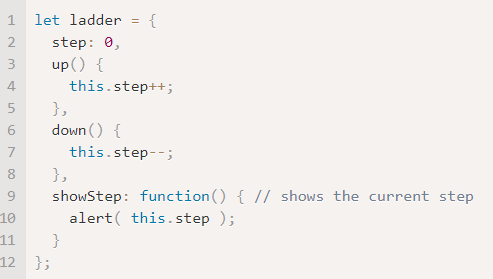 1 let ladder = {
2   step: 0,
3   up() {
4     this.step++;
5   },
6   down() {
7     this.step--;
8   },
9   showStep: function() { // shows the current step
10     alert( this.step );
11   }
12 };